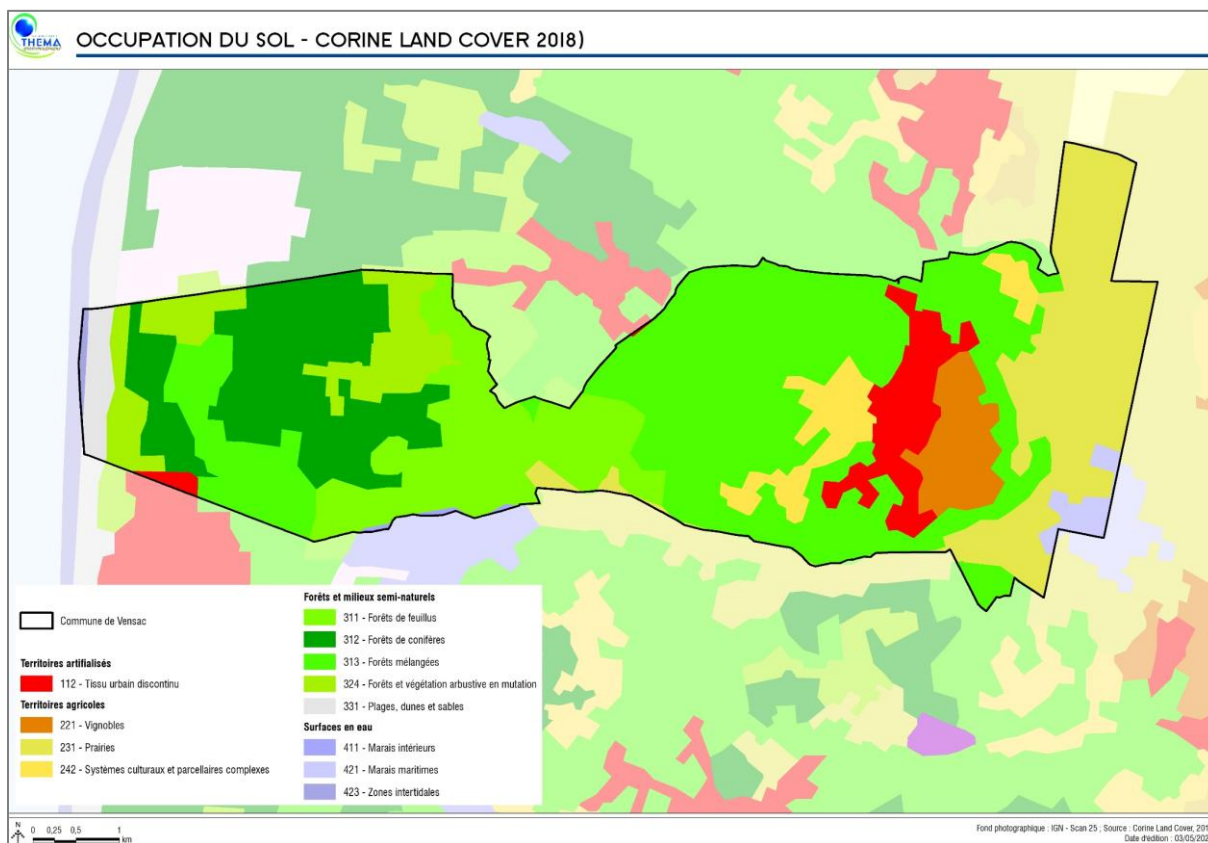 THEMA
OCCUPATION DU SOL - CORINE LAND COVER 2018)
Commune de Vensac
Territoires artifialisés
112 - Tissu urbain discontinu
Territoires agricoles
221 - Vignobles
231 - Prairies
242 - Systèmes culturaux et parcellaires complexes
Forêts et milieux semi-naturels
311 - Forêts de feuillus
312 - Forêts de conifères
313 - Forêts mélangées
324 - Forêts et végétation arbustive en mutation
331 - Plages, dunes et sables
Surfaces en eau
411 - Marais intérieurs
421 - Marais maritimes
423 - Zones intertidales
N
0 0,25 0,5 1
km
Fond photographique : IGN - Scan 25 ; Source : Corine Land Cover, 201
Date d'édition : 03/05/202